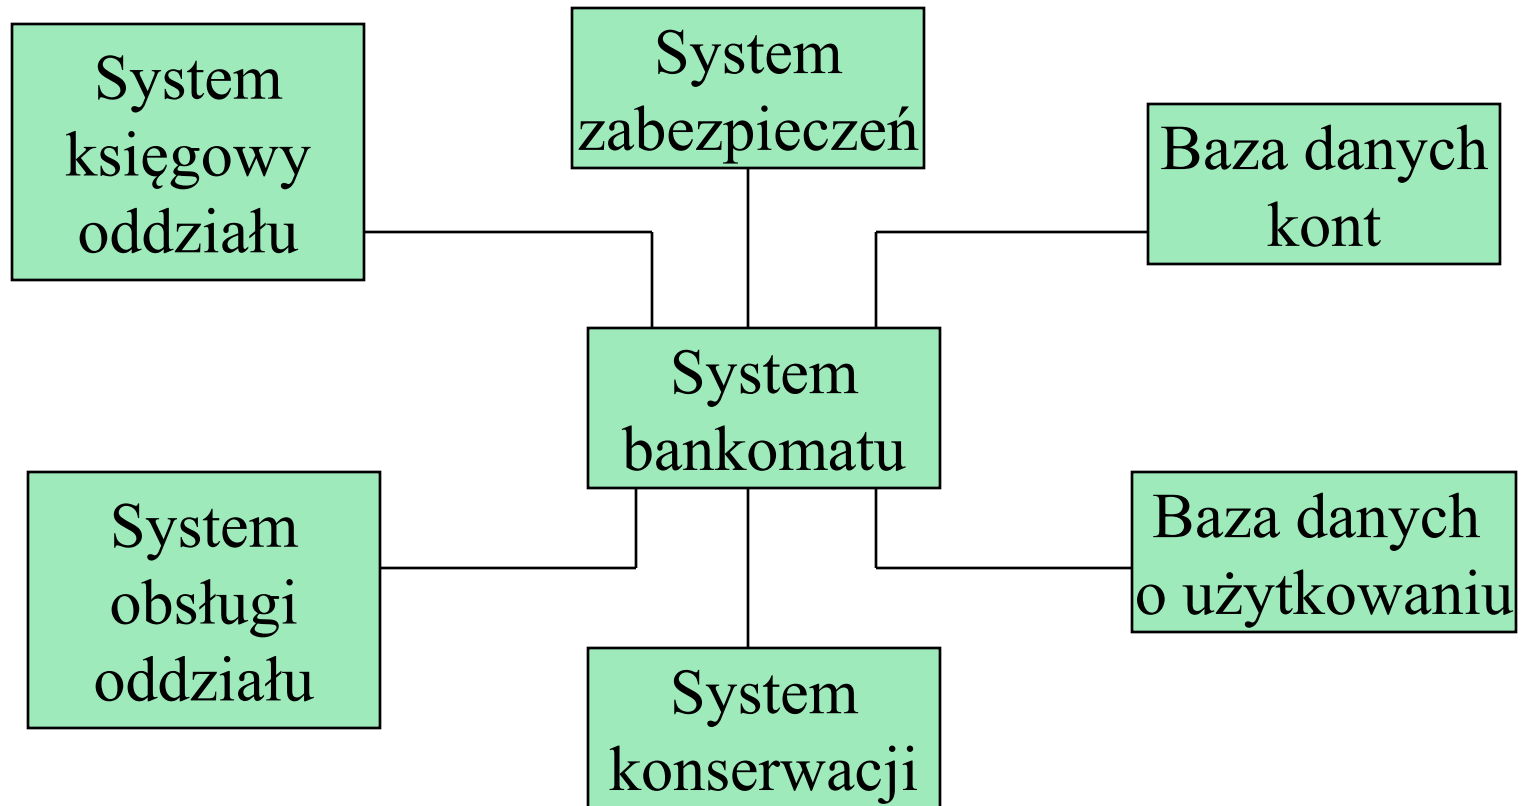 System
księgowy
oddziału
System
zabezpieczeń
Baza danych
kont
System
bankomatu
System
obsługi
oddziału
System
konserwacji
Baza danych
o użytkowaniu